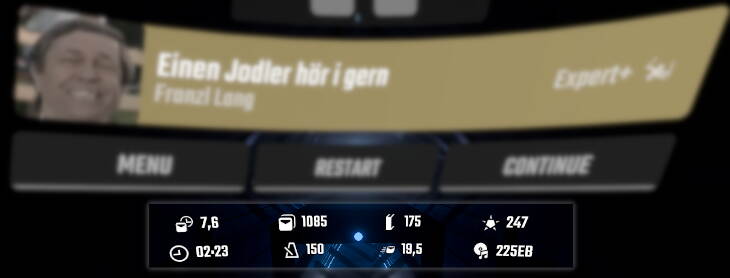 Einen Jodler hör i gern
Franzl Lang
Expert+
MENU RESTART CONTINUE
7,6 1085 175 247
02:23 150 19,5 225EB